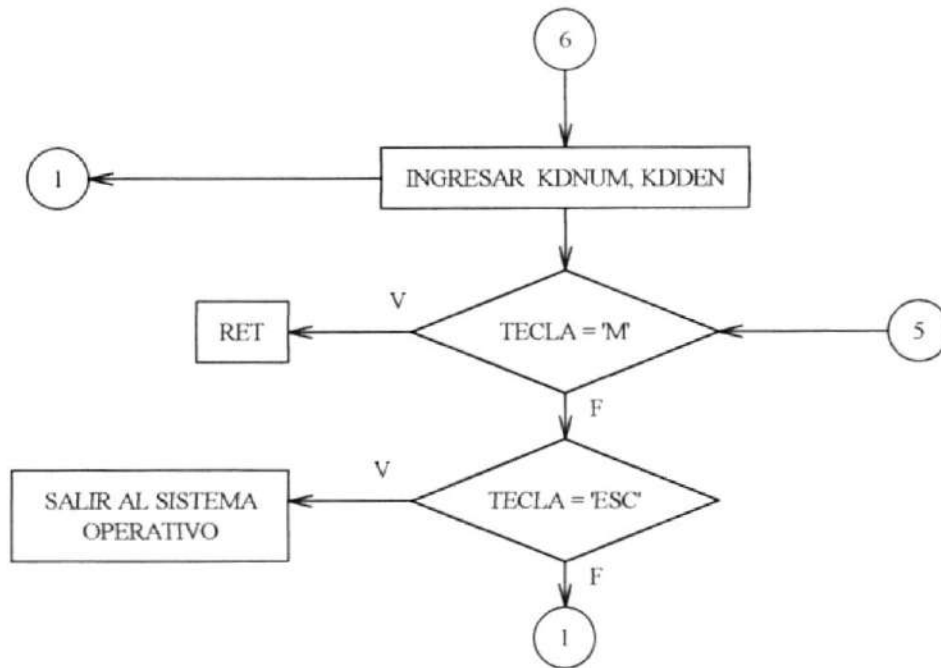 6
1
INGRESAR KDNUM, KDDEN
V
RET
TECLA = 'M'
5
F
V
SALIR AL SISTEMA
OPERATIVO
TECLA = 'ESC'
F
1